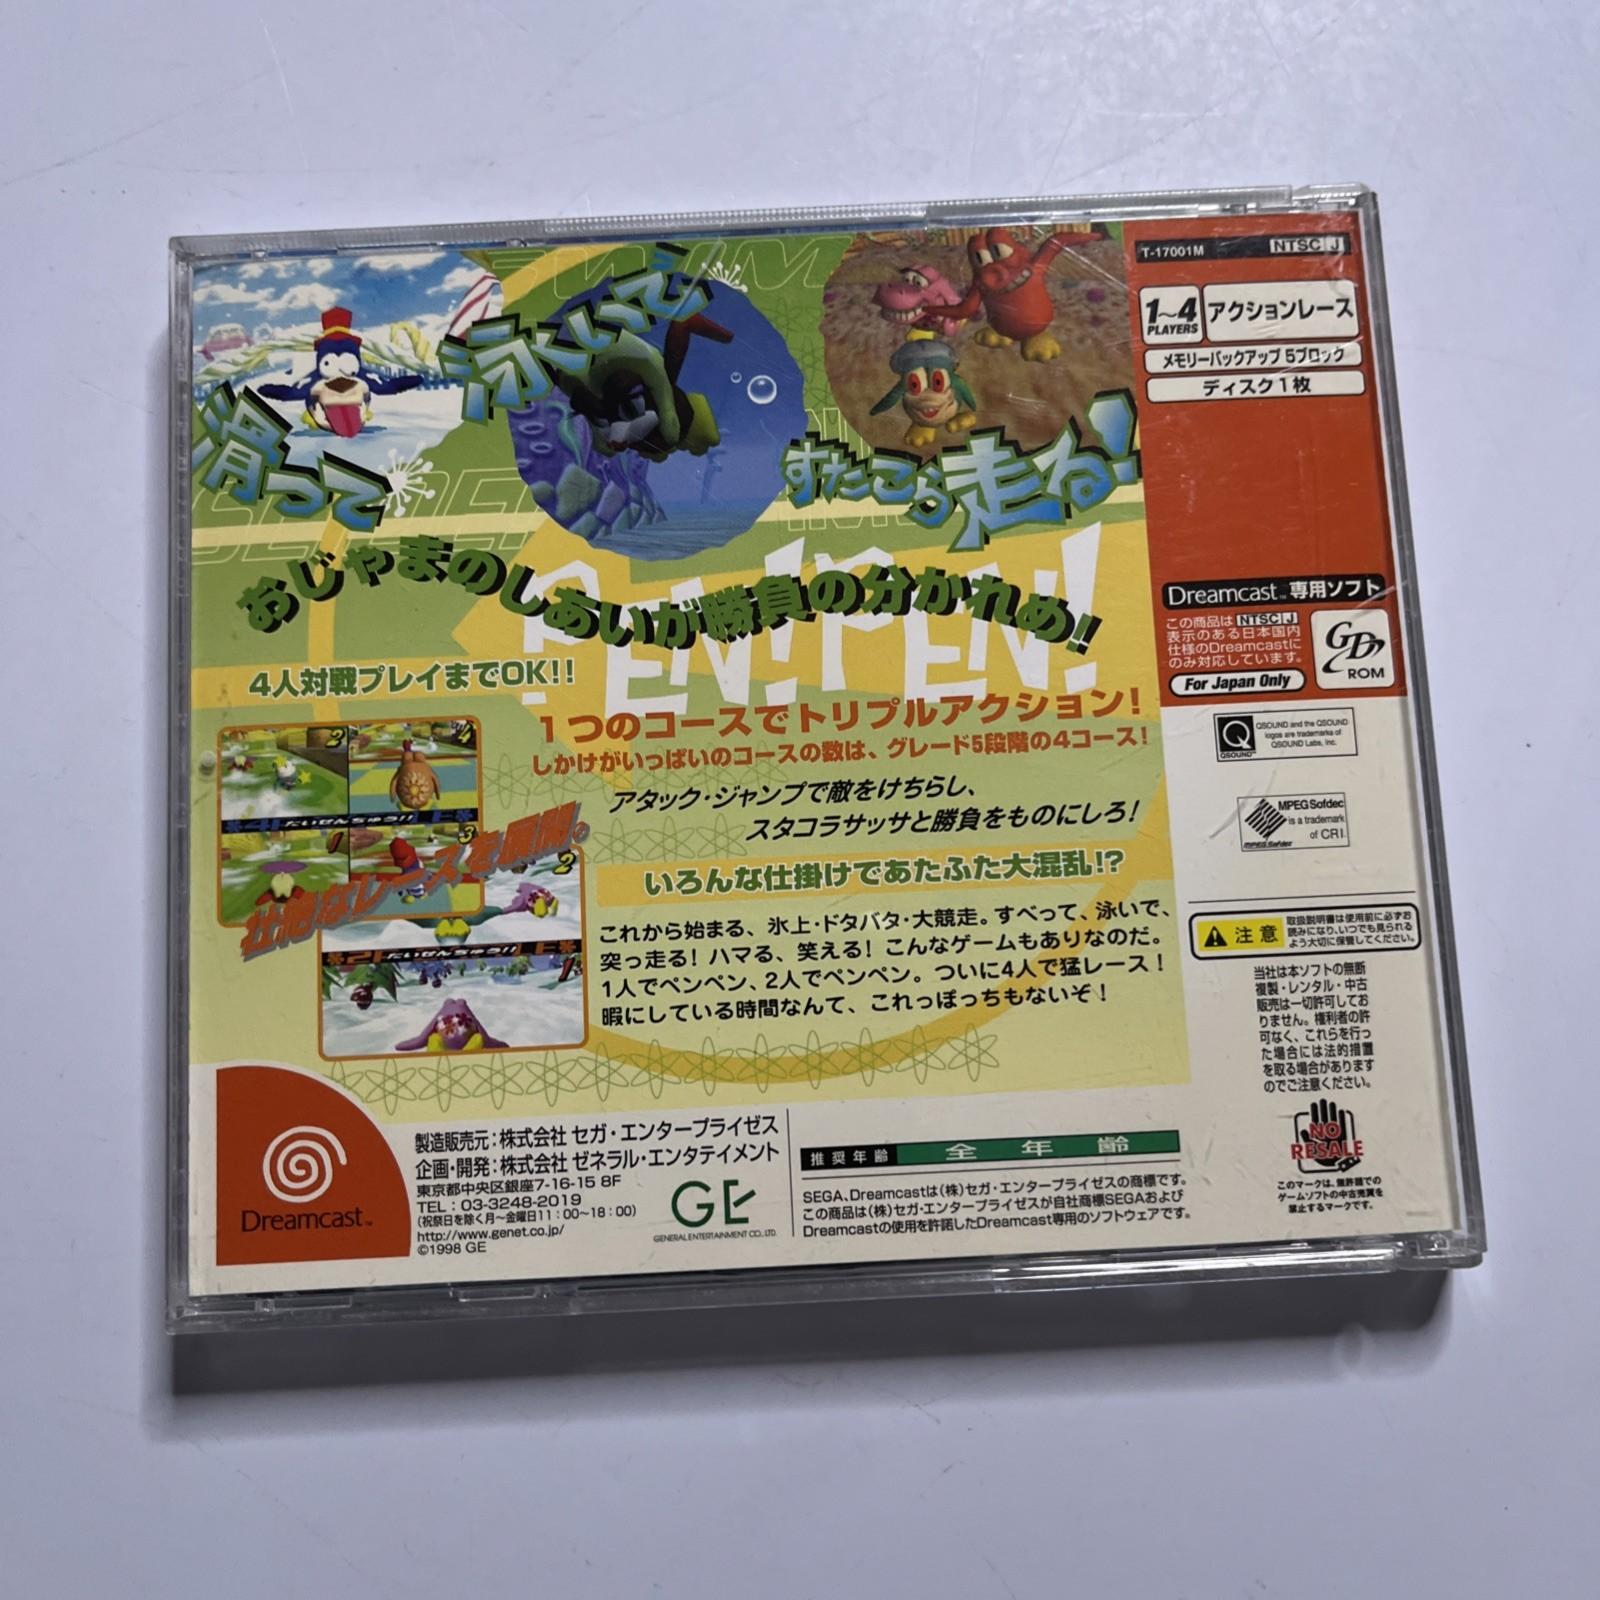 滑って
泳いで
すたこら走る!
おじゃまのしあいが勝負の分かれめ!!
PEN!PEN!
4人対戦プレイまでOK!!
1つのコースでトリプルアクション!
しかけがいっぱいのコースの数は、グレード5段階の4コース!
アタック・ジャンプで敵をけちらし、
スタコラサッサと勝負をものにしろ!
いろんな仕掛けであたふた大混乱!?
壮絶なレースを展開。
これから始まる、氷上・ドタバタ・大競走。すべって、泳いで、
突っ走る! ハマる、笑える! こんなゲームもありなのだ。
1人でペンペン、2人でペンペン。ついに4人で猛レース!
暇にしている時間なんて、これっぽっちもないぞ!
Dreamcast™
製造販売元:株式会社 セガ・エンタープライゼス
企画・開発:株式会社 ゼネラル・エンタテイメント
東京都中央区銀座7-16-15 8F
TEL:03-3248-2019
(祝祭日を除く月〜金曜日11:00〜18:00)
http://www.genet.co.jp/
©1998 GE
GE
GENERAL ENTERTAINMENT CO., LTD.
推奨年齢 全年齢
SEGA、Dreamcastは(株)セガ・エンタープライゼスの商標です。
この商品は(株)セガ・エンタープライゼスが自社商標SEGAおよび
Dreamcastの使用を許諾したDreamcast専用のソフトウェアです。
T-17001M NTSC J
1〜4 PLAYERS アクションレース
メモリーバックアップ 5ブロック
ディスク1枚
Dreamcast™専用ソフト
この商品は NTSC J
表示のある日本国内
仕様のDreamcastに
のみ対応しています。
For Japan Only
GD
ROM
QSOUND and the QSOUND
logos are trademarks of
QSOUND Labs, Inc.
QSOUND™
MPEG Sofdec
is a trademark
of CRI.
MPEG Sofdec
注意
取扱説明書は使用前に必ずお
読みになり、いつでも見られる
よう大切に保管してください。
当社は本ソフトの無断
複製・レンタル・中古
販売は一切許可してお
りません。権利者の許
可なく、これらを行っ
た場合には法的措置
を取る場合があります
のでご注意ください。
NO
RESALE
このマークは、無許諾での
ゲームソフトの中古売買を
禁止するマークです。